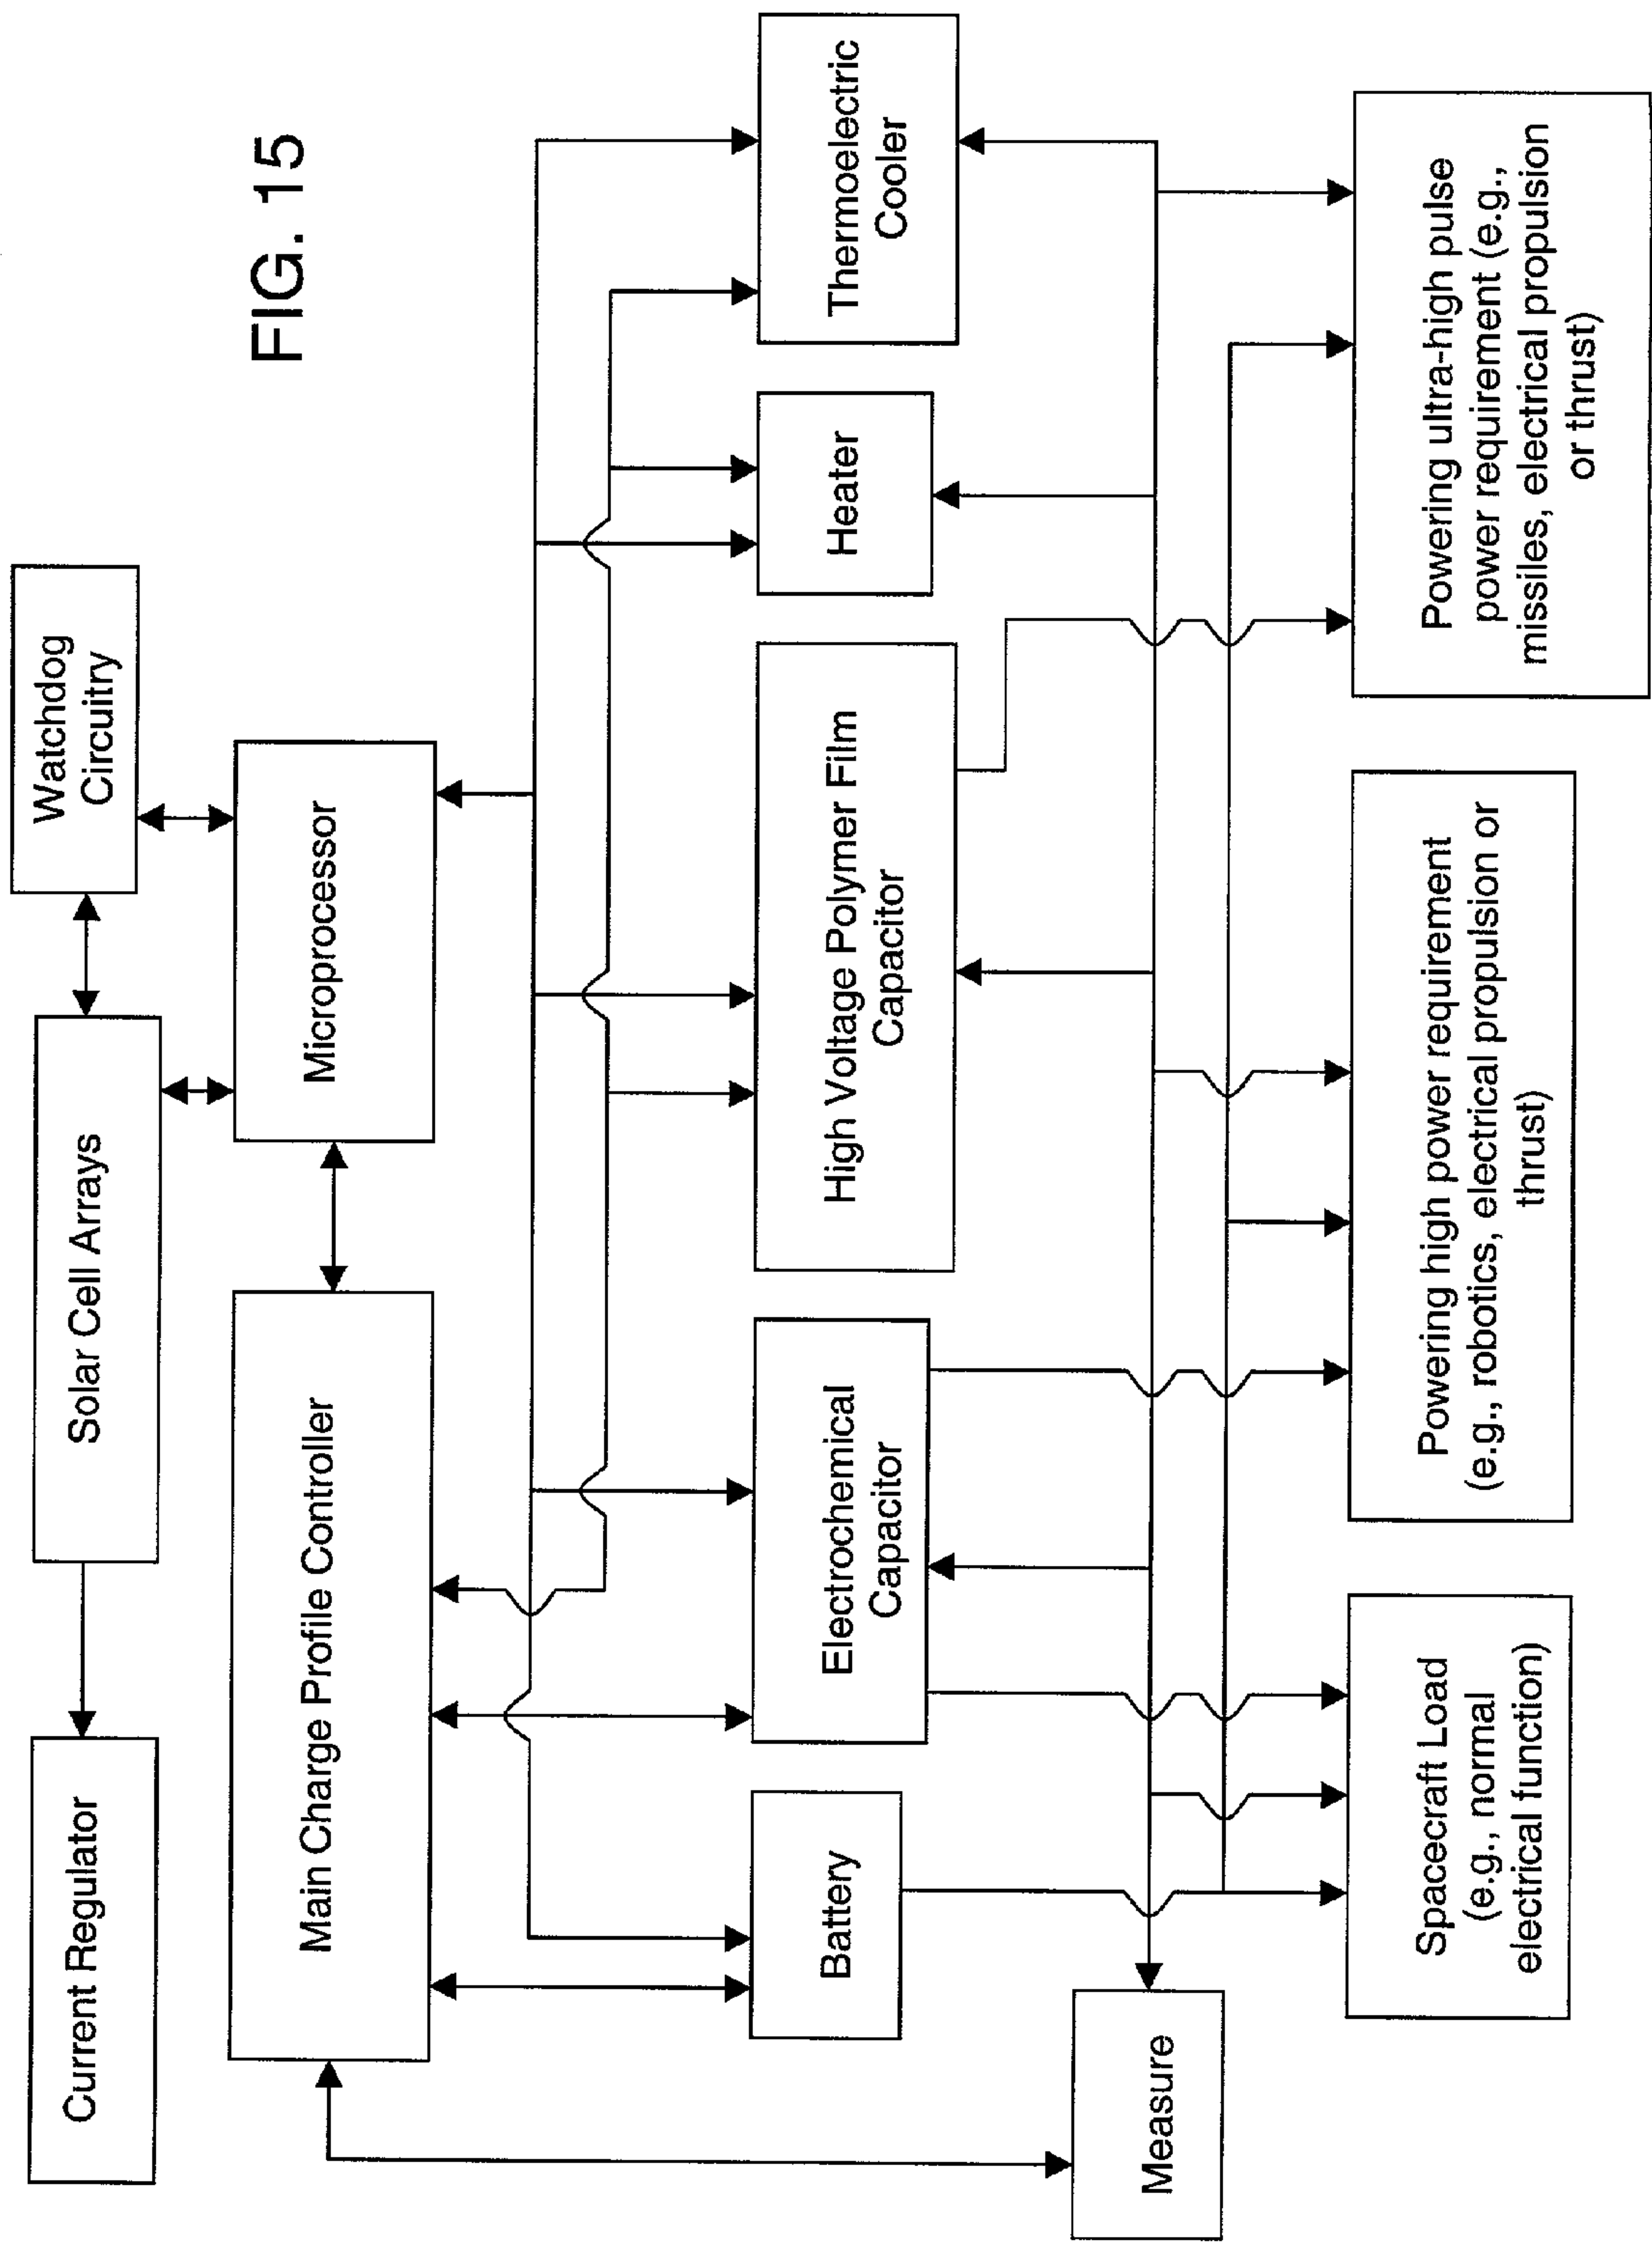 FIG. 15
Watchdog
Circuitry
Solar Cell Arrays
Current Regulator
Microprocessor
Main Charge Profile Controller
Thermoelectric
Cooler
Heater
High Voltage Polymer Film
Capacitor
Electrochemical
Capacitor
Battery
Measure
Powering ultra-high pulse
power requirement (e.g.,
missiles, electrical propulsion
or thrust)
Powering high power requirement
(e.g., robotics, electrical propulsion or
thrust)
Spacecraft Load
(e.g., normal
electrical function)